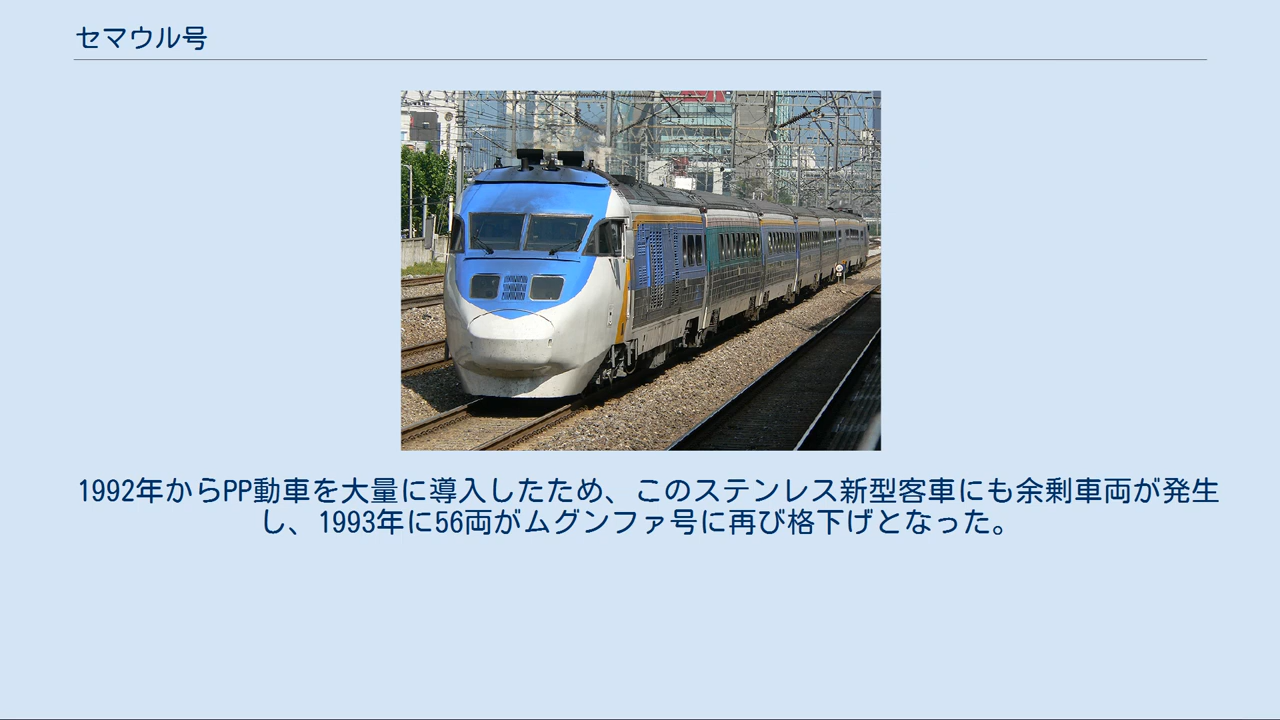 セマウル号
1992年からPP動車を大量に導入したため、このステンレス新型客車にも余剰車両が発生
し、1993年に56両がムグンファ号に再び格下げとなった。